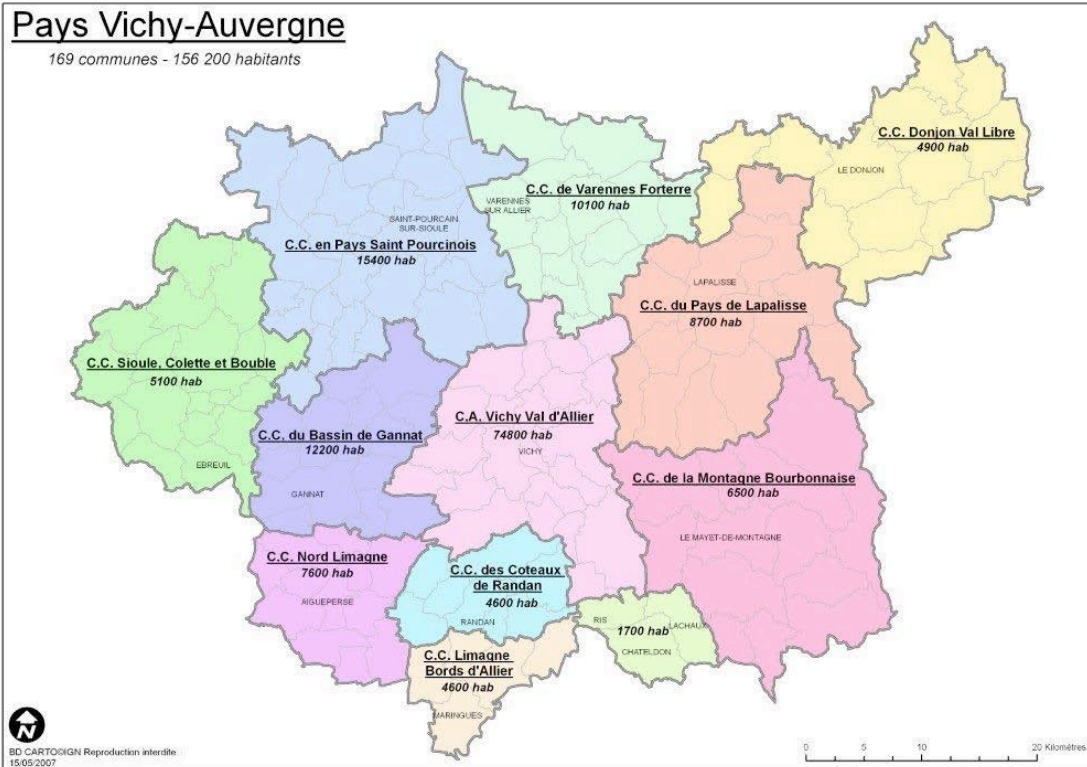 Pays Vichy-Auvergne
169 communes - 156 200 habitants
C.C. Donjon Val Libre
4900 hab
LE DONJON
C.C. de Varennes Forterre
10100 hab
VARENNES
SUR ALLIER
SAINT-POURCAIN
SUR-SIOULE
C.C. en Pays Saint Pourcinois
15400 hab
LAPALISSE
C.C. du Pays de Lapalisse
8700 hab
C.C. Sioule, Colette et Bouble
5100 hab
EBREUIL
C.A. Vichy Val d'Allier
74800 hab
VICHY
C.C. du Bassin de Gannat
12200 hab
GANNAT
C.C. de la Montagne Bourbonnaise
6500 hab
LE MAYET-DE-MONTAGNE
C.C. Nord Limagne
7600 hab
AIGUEPERSE
C.C. des Coteaux
de Randan
4600 hab
RANDAN
RIS
1700 hab
LACHAUX
CHATELDON
C.C. Limagne
Bords d'Allier
4600 hab
MARINGUES
N
BD CARTO©IGN Reproduction interdite
15/05/2007
0 5 10 20 Kilomètres